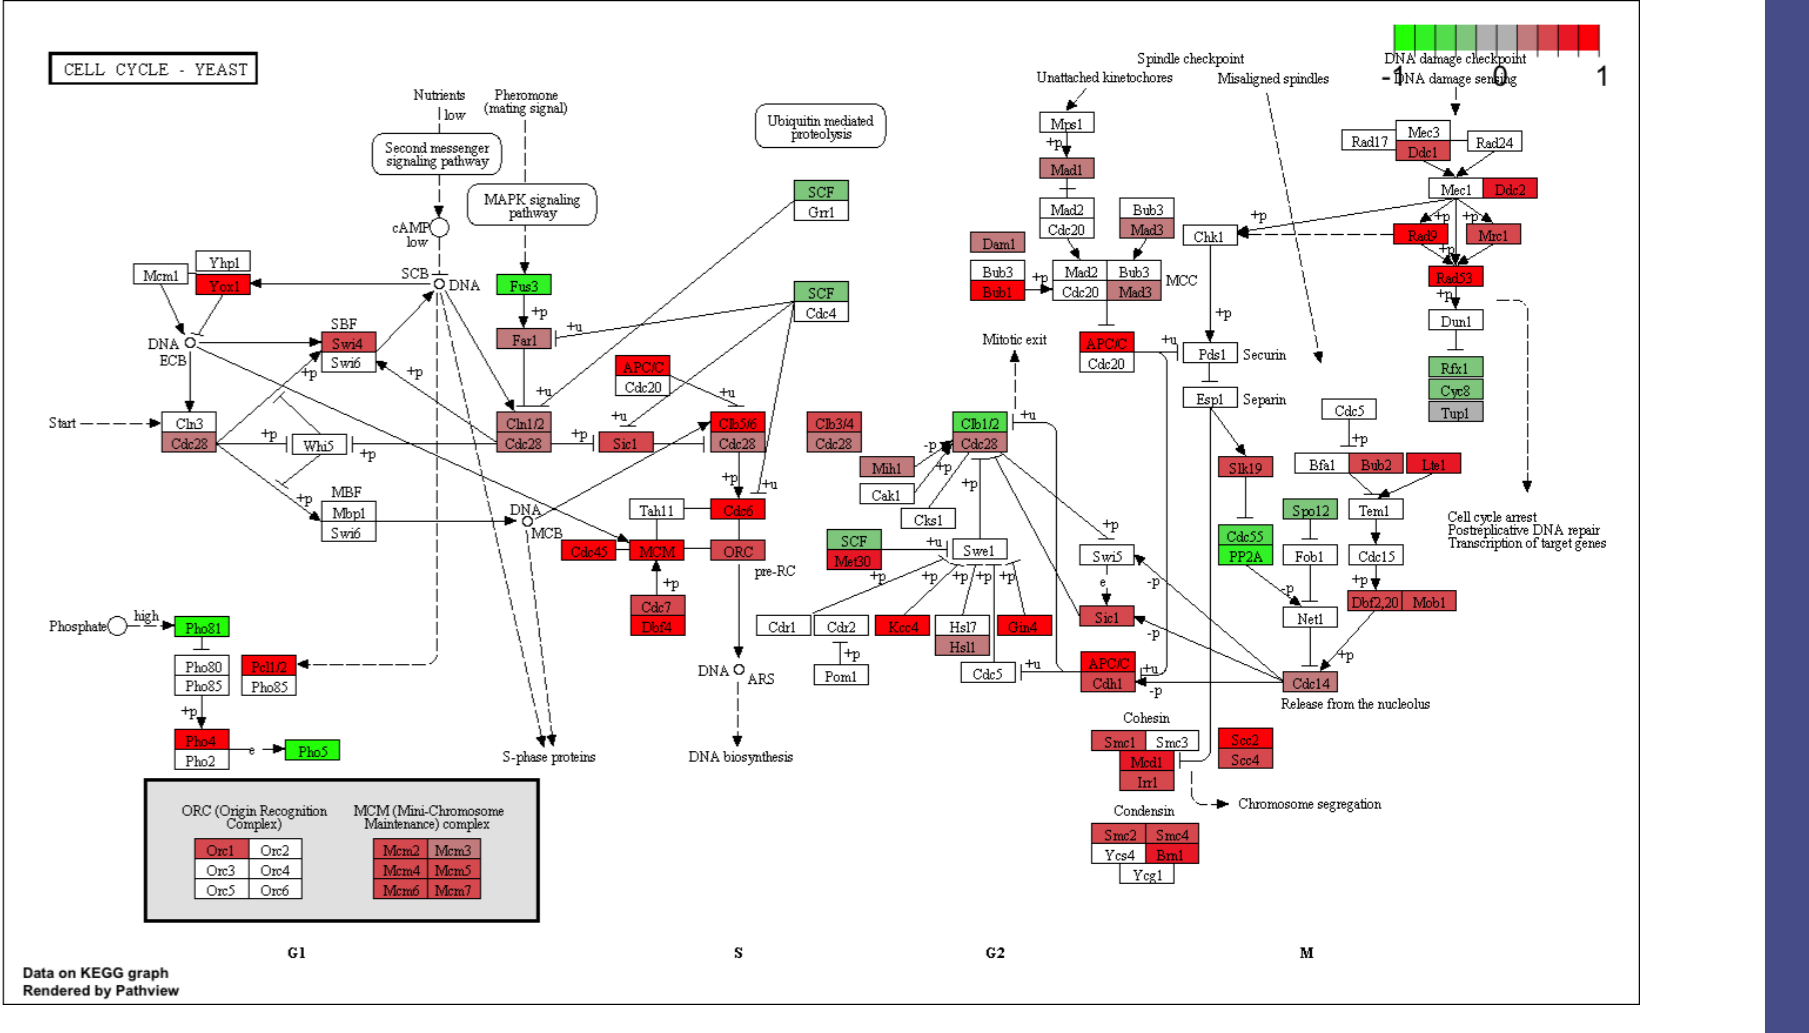 CELL CYCLE - YEAST
Nutrients
low
Pheromone
(mating signal)
Second messenger
signaling pathway
MAPK signaling
pathway
Ubiquitin mediated
proteolysis
Spindle checkpoint
Unattached kinetochores
Misaligned spindles
DNA damage checkpoint
DNA damage sensing
-1
0
1
cAMP
low
SCB
DNA
Mcm1
Yhp1
Yox1
DNA
ECB
SBF
Swi4
Swi6
Fus3
+p
Far1
+u
SCF
Grr1
SCF
Cdc4
+u
APC/C
Cdc20
+u
+u
Start
Cln3
Cdc28
+p
+p
+p
+p
Whi5
+p
MBF
Mbp1
Swi6
Cln1/2
Cdc28
+p
Sic1
Clb5/6
Cdc28
+p
+u
Clb3/4
Cdc28
DNA
MCB
Tah11
Cdc6
Cdc45
MCM
ORC
pre-RC
+p
Cdc7
Dbf4
DNA
ARS
DNA biosynthesis
S-phase proteins
Phosphate
high
Pho81
Pho80
Pho85
Pcl1/2
Pho85
+p
Pho4
Pho2
e
Pho5
ORC (Origin Recognition
Complex)
Orc1
Orc2
Orc3
Orc4
Orc5
Orc6
MCM (Mini-Chromosome
Maintenance) complex
Mcm2
Mcm3
Mcm4
Mcm5
Mcm6
Mcm7
Mps1
+p
Mad1
Mad2
Cdc20
Bub3
Mad3
Dam1
Bub3
Bub1
+p
Mad2
Bub3
Cdc20
Mad3
MCC
Mitotic exit
APC/C
Cdc20
+u
Clb1/2
Cdc28
+u
-p
+p
+p
Mih1
Cak1
Cks1
SCF
Met30
+u
Swe1
+p
+p
+p
+p
Cdr1
Cdr2
+p
Pom1
Kcc4
Hsl7
Hsl1
Gin4
Cdc5
+u
+p
Swi5
e
-p
Sic1
-p
APC/C
Cdh1
+u
-p
Rad17
Mec3
Ddc1
Rad24
Mec1
Ddc2
+p
Chk1
+p
+p
Rad9
Mrc1
+p
Rad53
+p
Dun1
Rfx1
Cyc8
Tup1
+p
Pds1
Securin
Esp1
Separin
Cdc5
+p
Slk19
Bfa1
Bub2
Lte1
Spo12
Tem1
Cdc55
PP2A
Fob1
Cdc15
-p
+p
Net1
Dbf2,20
Mob1
+p
Cdc14
Release from the nucleolus
Cell cycle arrest
Postreplicative DNA repair
Transcription of target genes
Cohesin
Smc1
Smc3
Mcd1
Irr1
Scc2
Scc4
Chromosome segregation
Condensin
Smc2
Smc4
Ycs4
Brn1
Ycg1
G1
S
G2
M
Data on KEGG graph
Rendered by Pathview